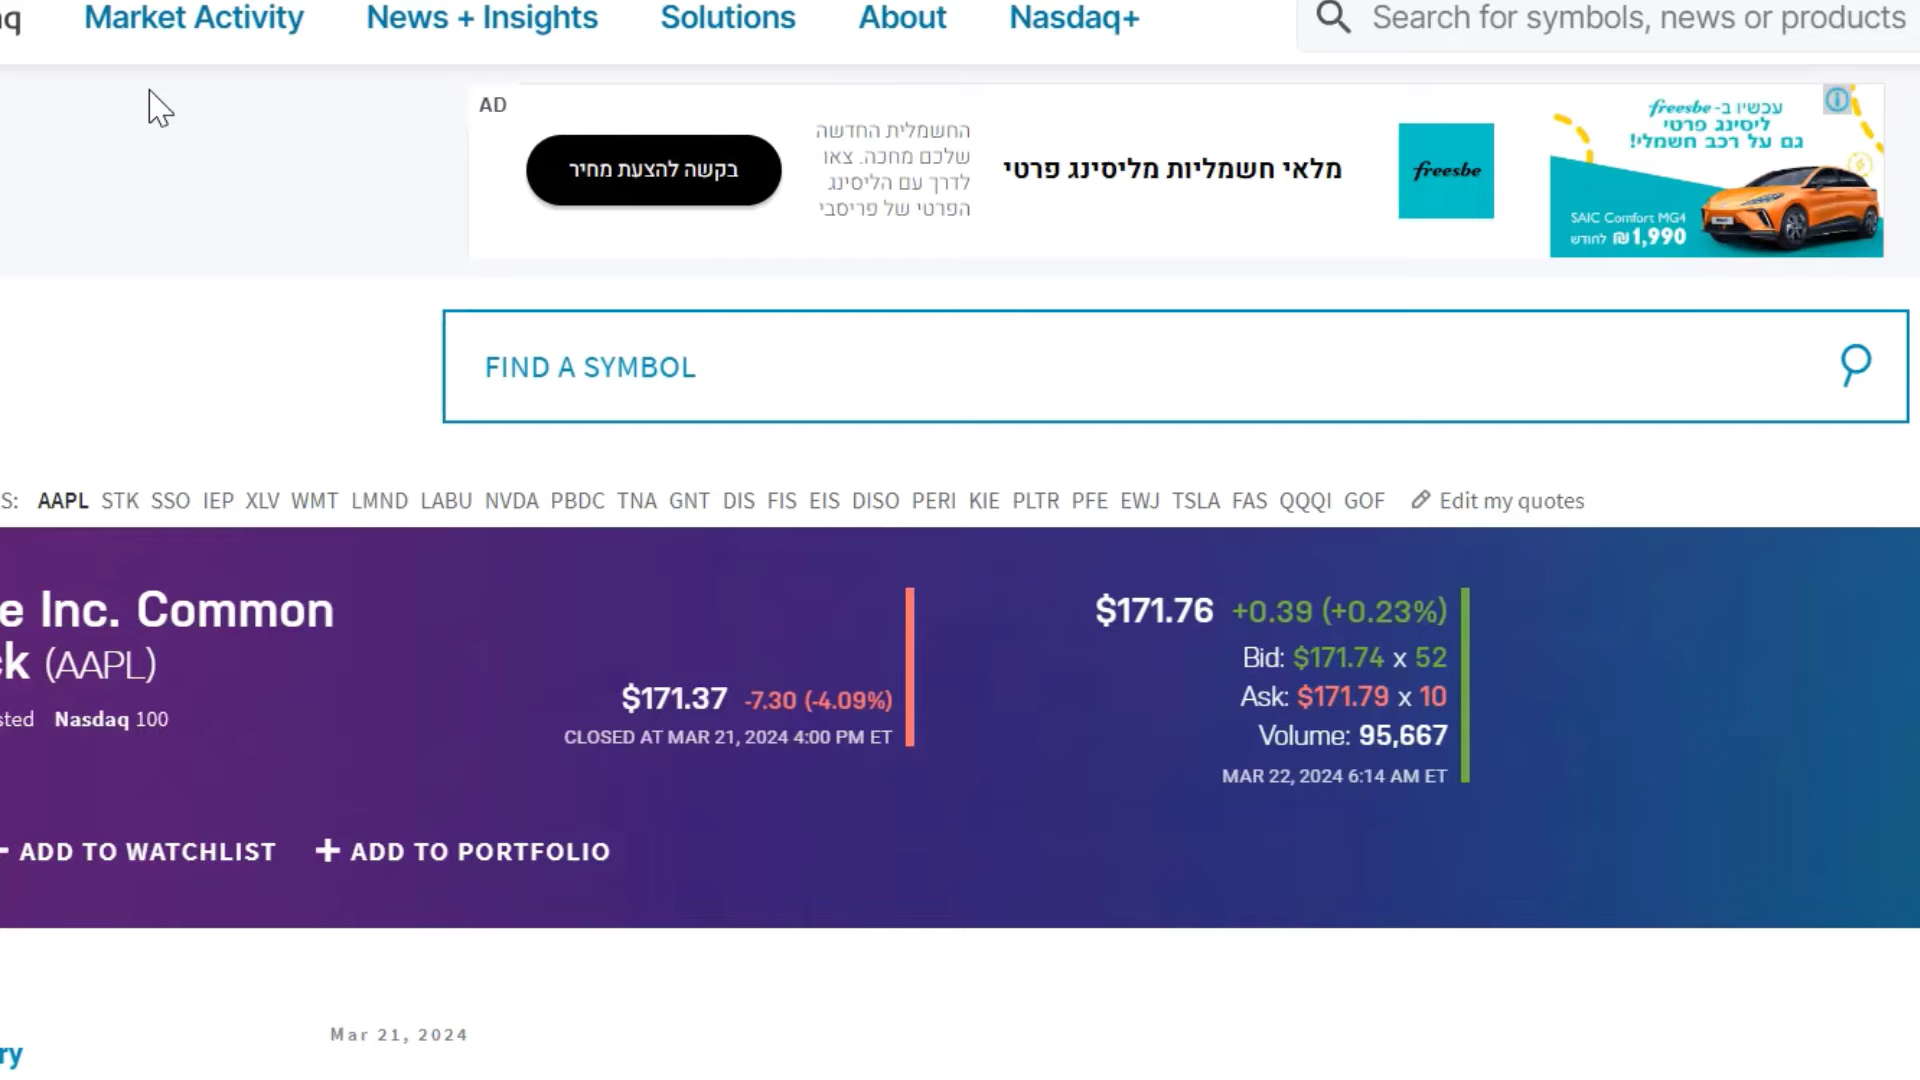 q Market Activity News + Insights Solutions About Nasdaq+ Search for symbols, news or products
AD
בקשה להצעת מחיר
החשמלית החדשה
שלכם מחכה. צאו
לדרך עם הליסינג
הפרטי של פריסבי
מלאי חשמליות מליסינג פרטי
freesbe
עכשיו ב- freesbe
ליסינג פרטי
גם על רכב חשמלי!
SAIC Comfort MG4
₪1,990 לחודש
FIND A SYMBOL
S: AAPL STK SSO IEP XLV WMT LMND LABU NVDA PBDC TNA GNT DIS FIS EIS DISO PERI KIE PLTR PFE EWJ TSLA FAS QQQI GOF Edit my quotes
e Inc. Common
ck (AAPL)
sted Nasdaq 100
$171.37 -7.30 (-4.09%)
CLOSED AT MAR 21, 2024 4:00 PM ET
$171.76 +0.39 (+0.23%)
Bid: $171.74 x 52
Ask: $171.79 x 10
Volume: 95,667
MAR 22, 2024 6:14 AM ET
ADD TO WATCHLIST + ADD TO PORTFOLIO
Mar 21, 2024
ry